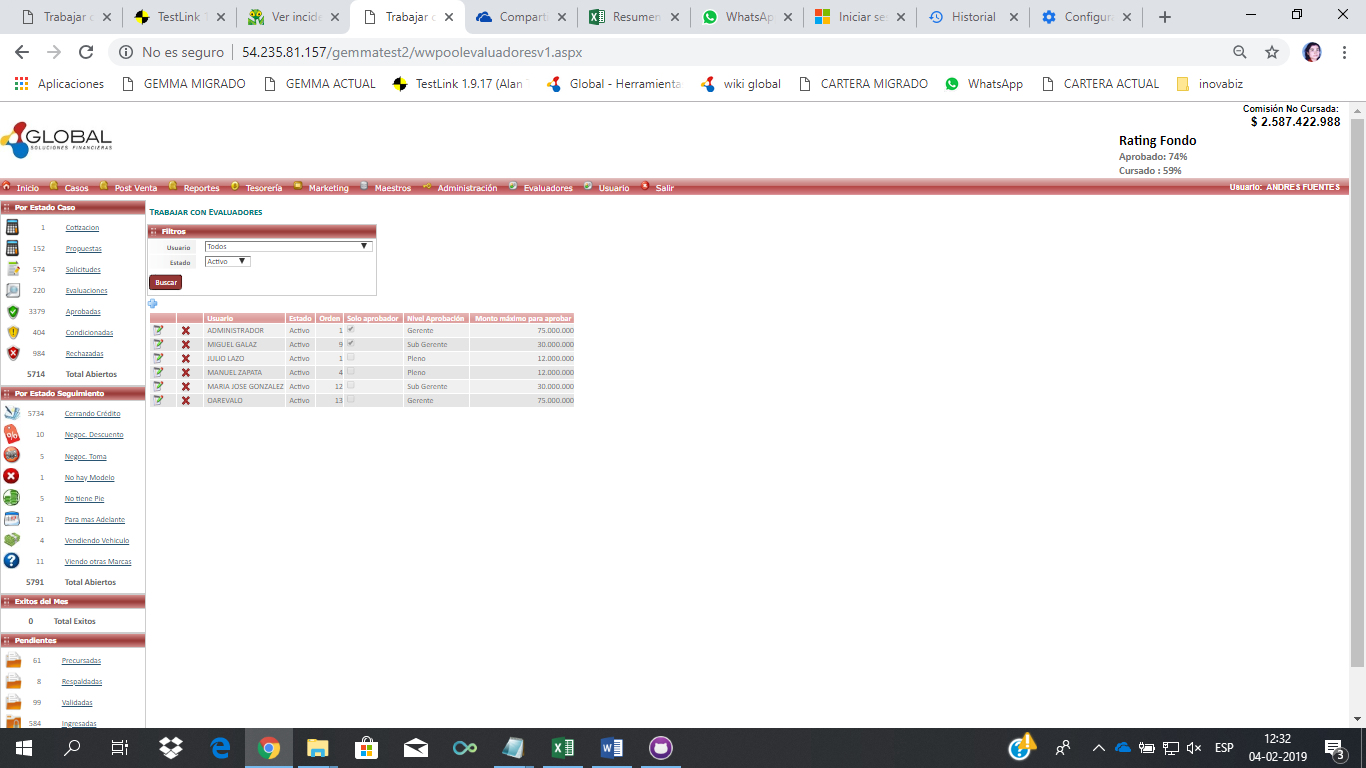 Trabajar c
TestLink 1
Ver incide
Trabajar c
Comparti
Resumen
WhatsAp
Iniciar se
Historial
Configura
No es seguro | 54.235.81.157/gemmatest2/wwpoolevaluadoresv1.aspx
Aplicaciones GEMMA MIGRADO GEMMA ACTUAL TestLink 1.9.17 (Alan Global - Herramienta wiki global CARTERA MIGRADO WhatsApp CARTERA ACTUAL inovabiz
Comisión No Cursada:
$ 2.587.422.988
GLOBAL
SOLUCIONES FINANCIERAS
Rating Fondo
Aprobado: 74%
Cursado : 59%
Inicio Casos Post Venta Reportes Tesorería Marketing Maestros Administración Evaluadores Usuario Salir Usuario: ANDRES FUENTES
Por Estado Caso
1 Cotizacion
152 Propuestas
574 Solicitudes
220 Evaluaciones
3379 Aprobadas
404 Condicionadas
984 Rechazadas
5714 Total Abiertos
Por Estado Seguimiento
5734 Cerrando Crédito
10 Negoc. Descuento
5 Negoc. Toma
1 No hay Modelo
5 No tiene Pie
21 Para mas Adelante
4 Vendiendo Vehiculo
11 Viendo otras Marcas
5791 Total Abiertos
Exitos del Mes
0 Total Exitos
Pendientes
61 Precursadas
8 Respaldadas
99 Validadas
584 Ingresadas
TRABAJAR CON EVALUADORES
Filtros
Usuario Todos
Estado Activo
Buscar
Usuario Estado Orden Solo aprobador Nivel Aprobación Monto máximo para aprobar
ADMINISTRADOR Activo 1 Gerente 75.000.000
MIGUEL GALAZ Activo 9 Sub Gerente 30.000.000
JULIO LAZO Activo 1 Pleno 12.000.000
MANUEL ZAPATA Activo 4 Pleno 12.000.000
MARIA JOSE GONZALEZ Activo 12 Sub Gerente 30.000.000
OAREVALO Activo 13 Gerente 75.000.000
ESP
12:32
04-02-2019
3